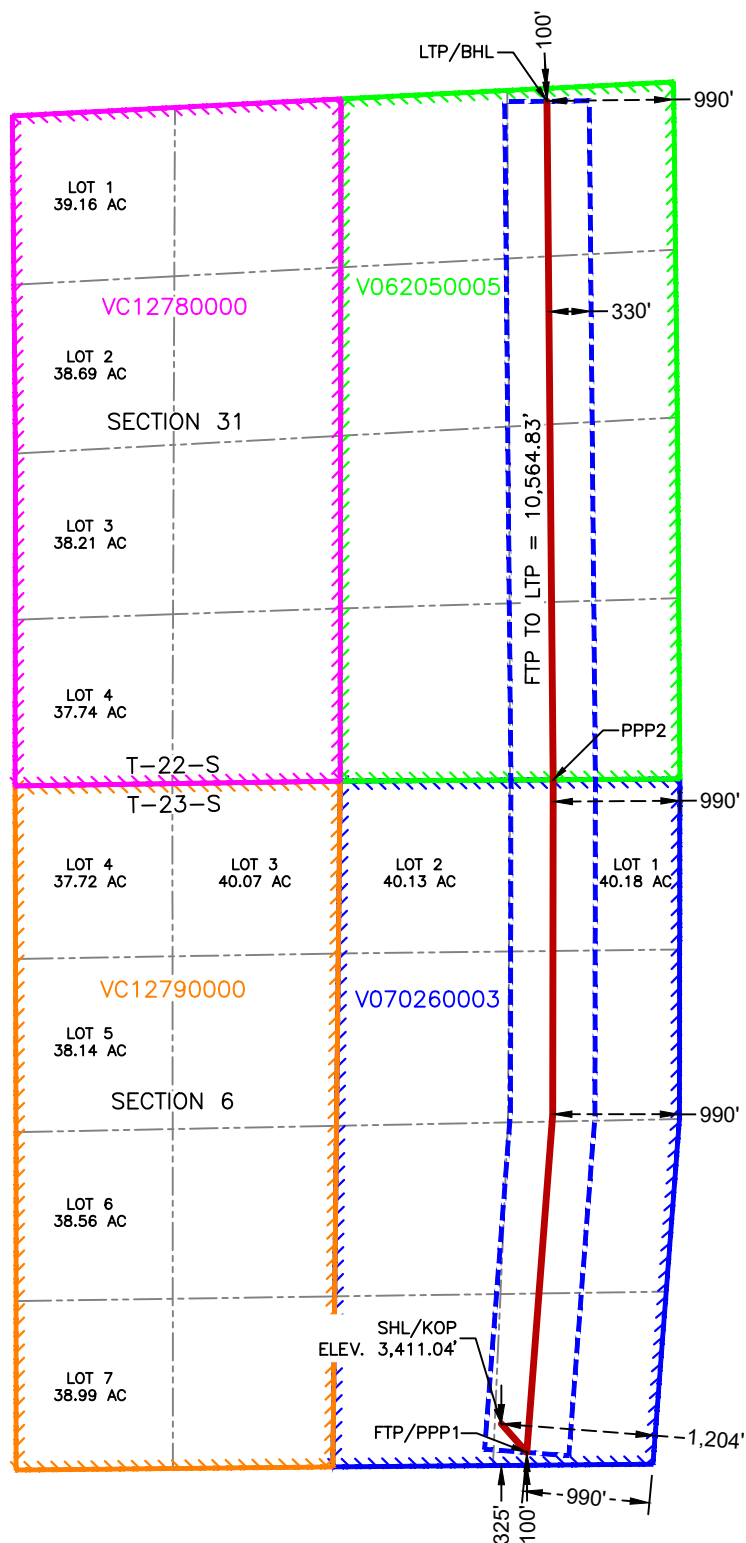 100'
LTP/BHL
990'
LOT 1
39.16 AC
VC12780000
V062050005
330'
LOT 2
38.69 AC
SECTION 31
FTP TO LTP = 10,564.83'
LOT 3
38.21 AC
LOT 4
37.74 AC
PPP2
T-22-S
T-23-S
990'
LOT 4
37.72 AC
LOT 3
40.07 AC
LOT 2
40.13 AC
LOT 1
40.18 AC
VC12790000
V070260003
LOT 5
38.14 AC
SECTION 6
990'
LOT 6
38.56 AC
SHL/KOP
ELEV. 3,411.04'
LOT 7
38.99 AC
FTP/PPP1
1,204'
990'
325'
100'